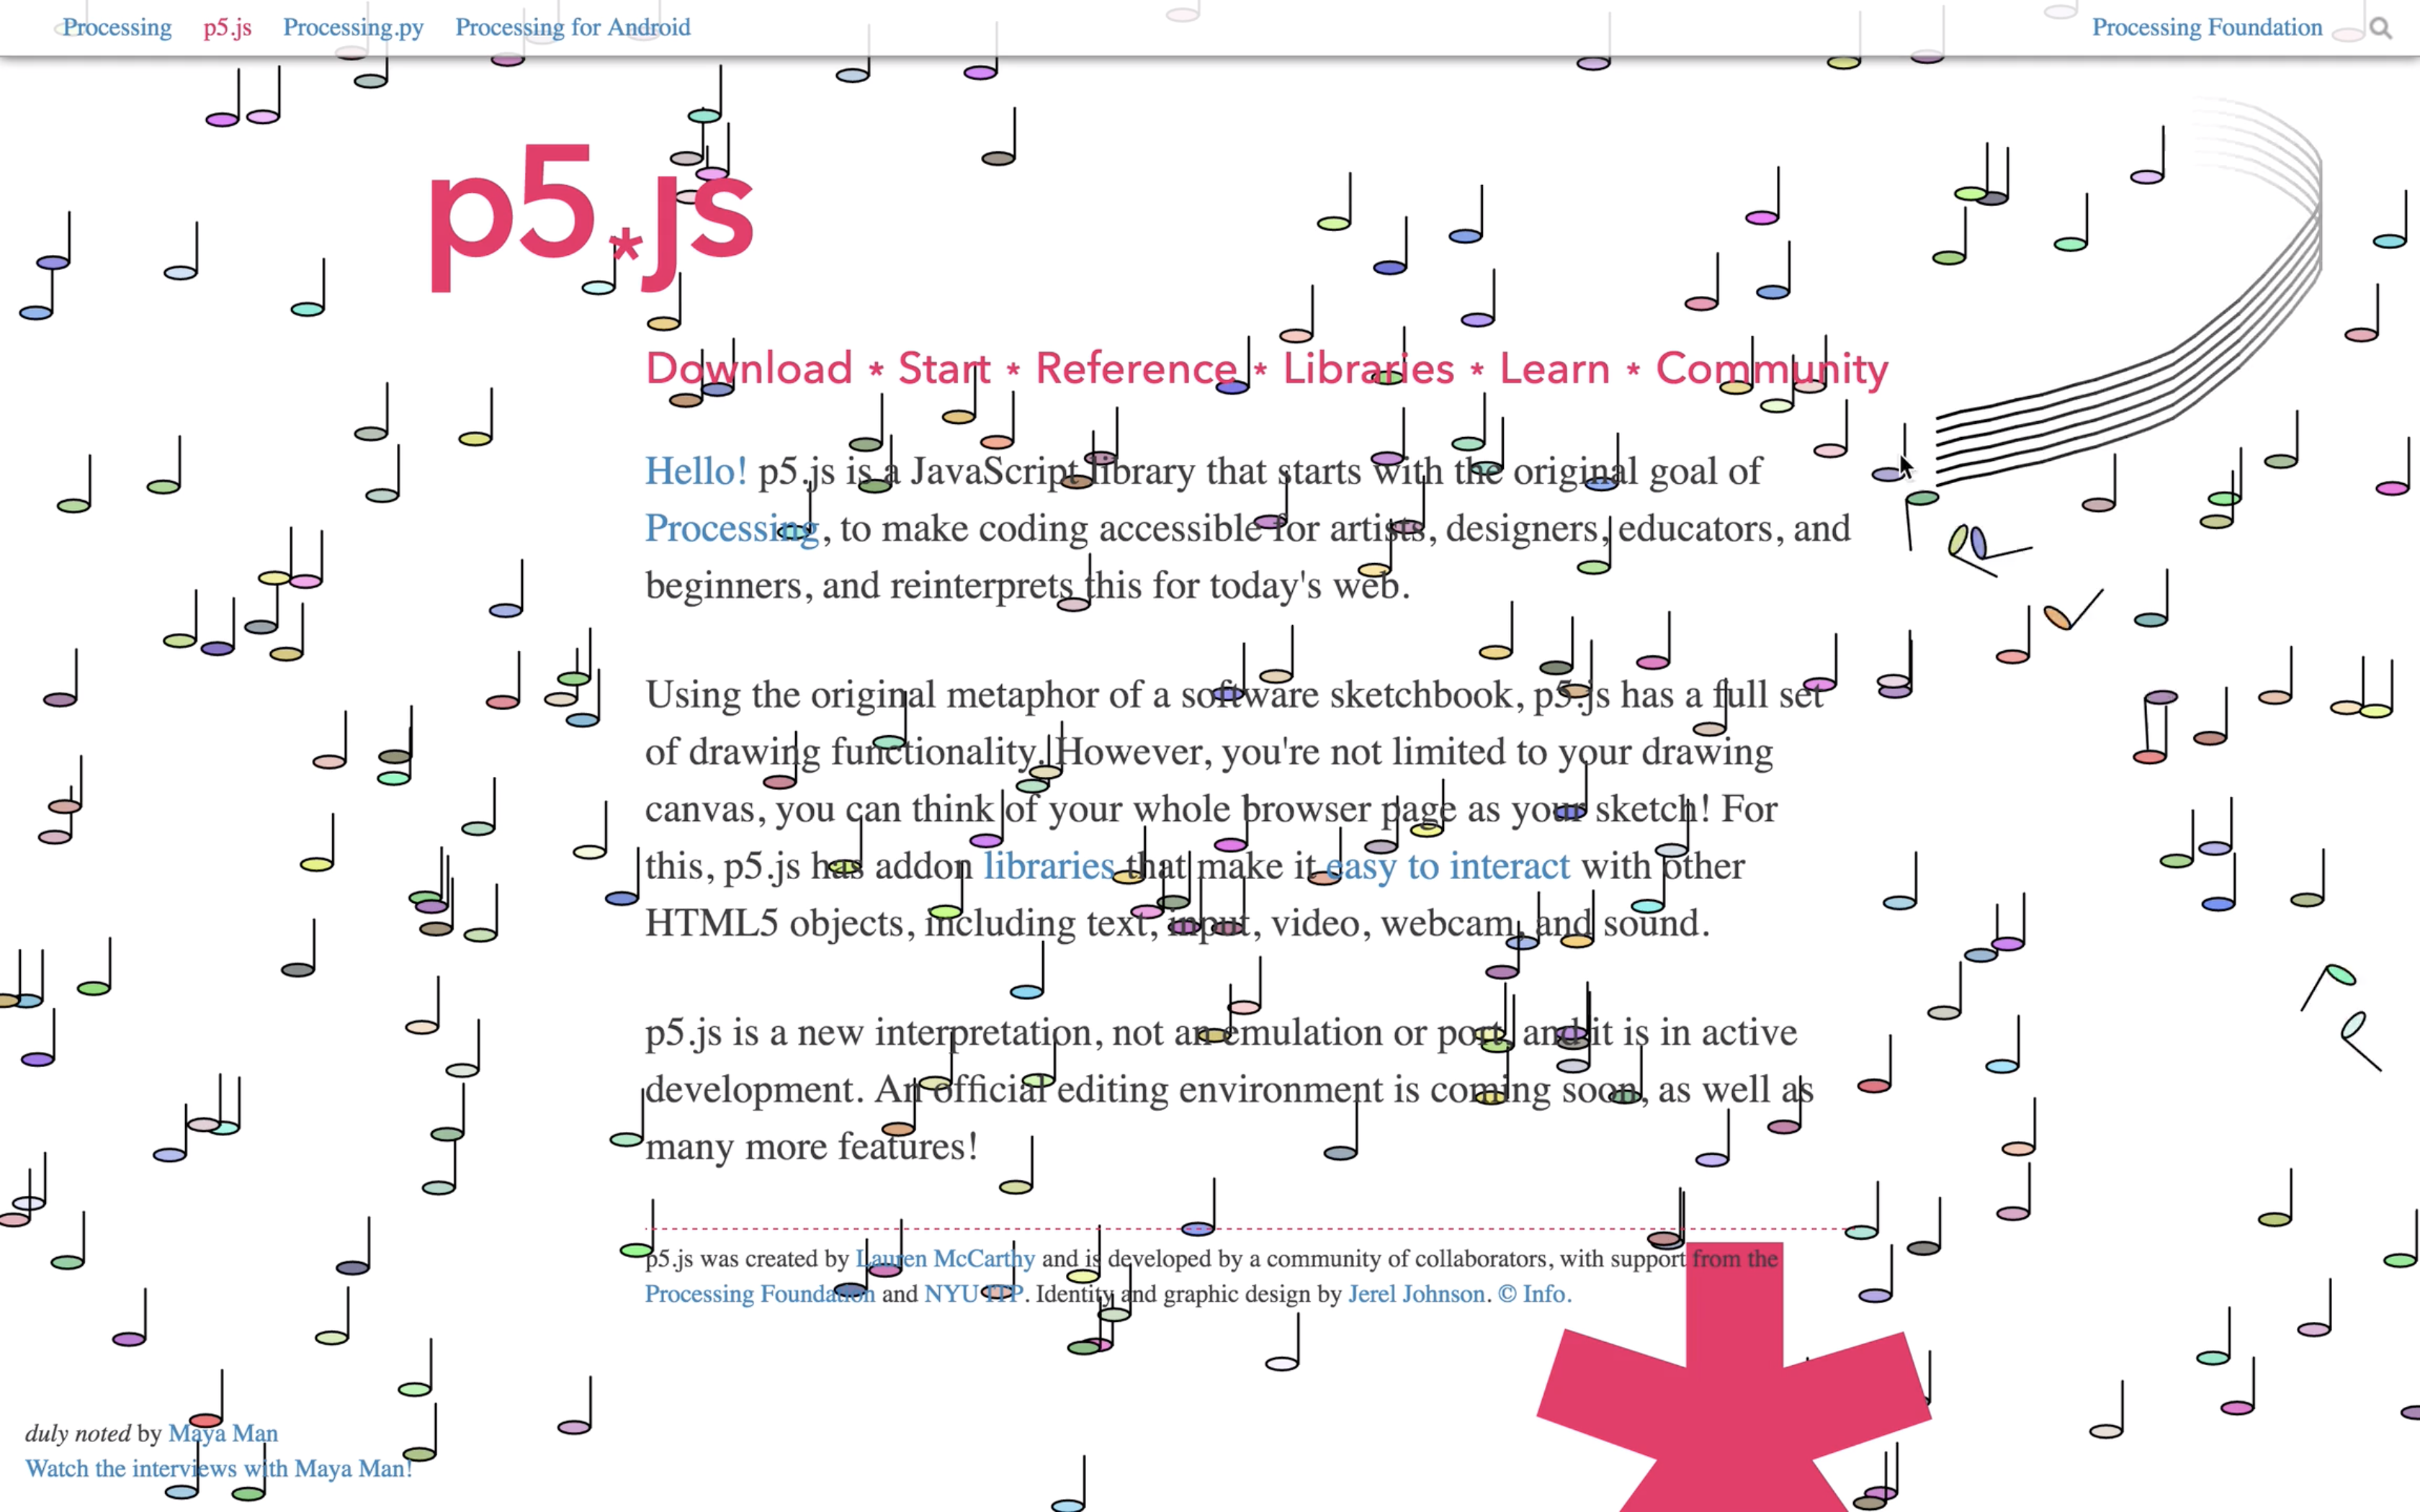 Processing p5.js Processing.py Processing for Android Processing Foundation
p5.js
Download * Start * Reference * Libraries * Learn * Community
Hello! p5.js is a JavaScript library that starts with the original goal of
Processing, to make coding accessible for artists, designers, educators, and
beginners, and reinterprets this for today's web.
Using the original metaphor of a software sketchbook, p5.js has a full set
of drawing functionality. However, you're not limited to your drawing
canvas, you can think of your whole browser page as your sketch! For
this, p5.js has addon libraries that make it easy to interact with other
HTML5 objects, including text, input, video, webcam, and sound.
p5.js is a new interpretation, not an emulation or port, and it is in active
development. An official editing environment is coming soon, as well as
many more features!
p5.js was created by Lauren McCarthy and is developed by a community of collaborators, with support from the
Processing Foundation and NYU ITP. Identity and graphic design by Jerel Johnson. © Info.
duly noted by Maya Man
Watch the interviews with Maya Man!